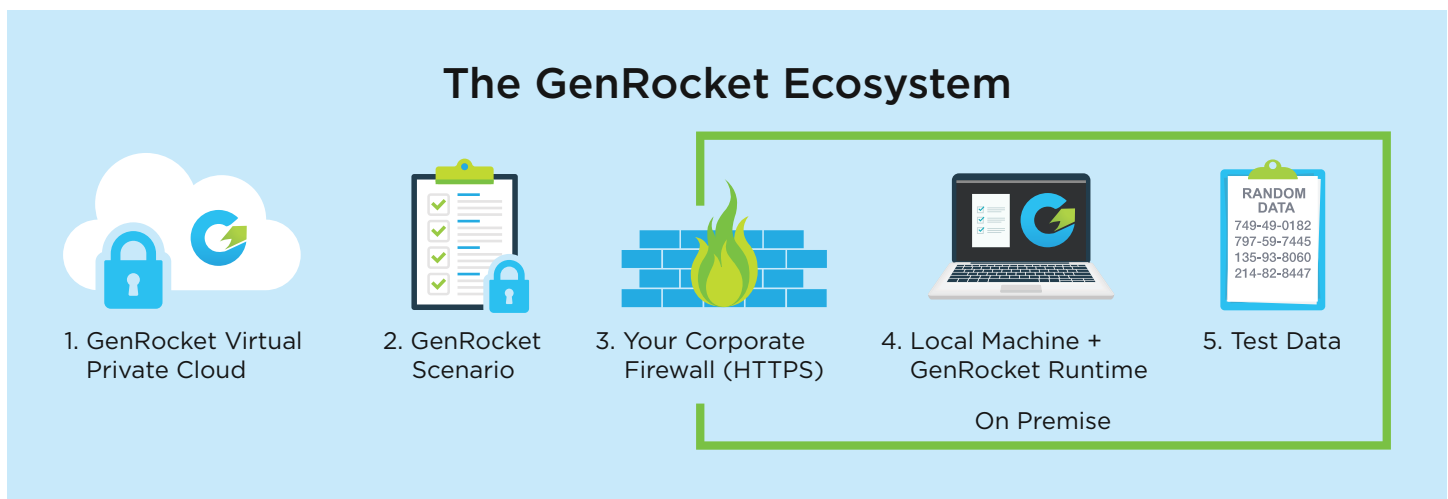 The GenRocket Ecosystem
RANDOM
DATA
749-49-0182
797-59-7445
135-93-8060
214-82-8447
1. GenRocket Virtual
Private Cloud
2. GenRocket
Scenario
3. Your Corporate
Firewall (HTTPS)
4. Local Machine +
GenRocket Runtime
5. Test Data
On Premise